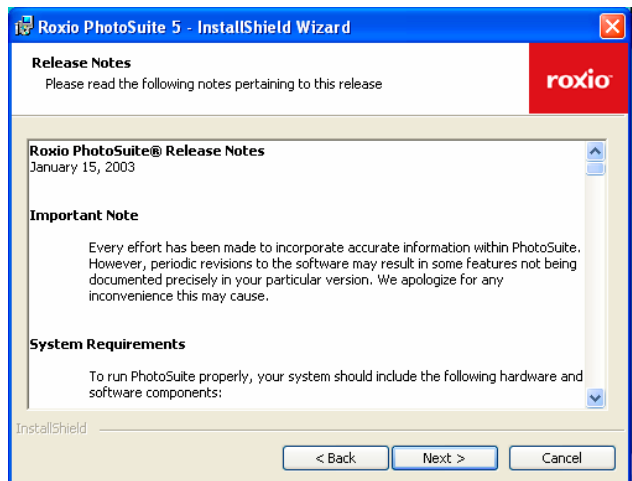 Roxio PhotoSuite 5 - InstallShield Wizard
Release Notes
Please read the following notes pertaining to this release
roxio
Roxio PhotoSuite® Release Notes
January 15, 2003
Important Note
Every effort has been made to incorporate accurate information within PhotoSuite.
However, periodic revisions to the software may result in some features not being
documented precisely in your particular version. We apologize for any
inconvenience this may cause.
System Requirements
To run PhotoSuite properly, your system should include the following hardware and
software components:
InstallShield
< Back
Next >
Cancel